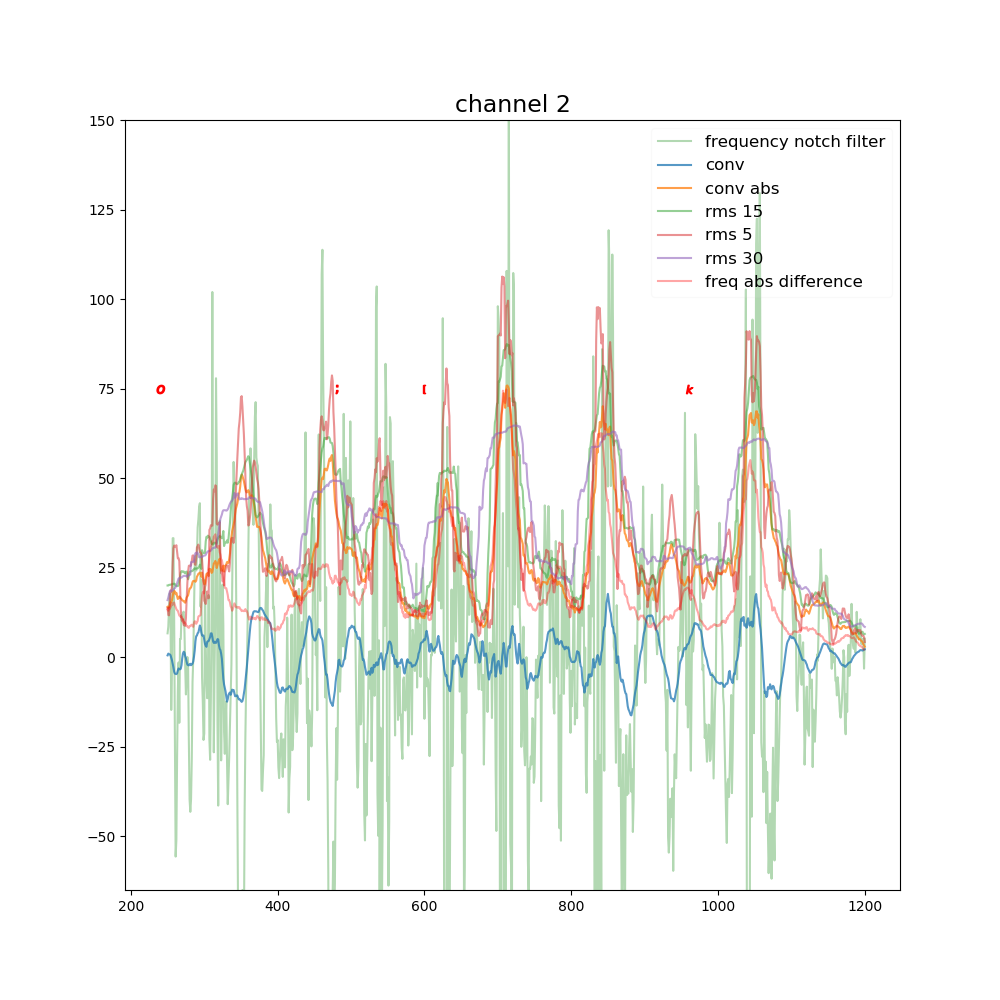 channel 2
150
125
100
75
50
25
0
−25
−50
frequency notch filter
conv
conv abs
rms 15
rms 5
rms 30
freq abs difference
o
;
k
200 400 600 800 1000 1200